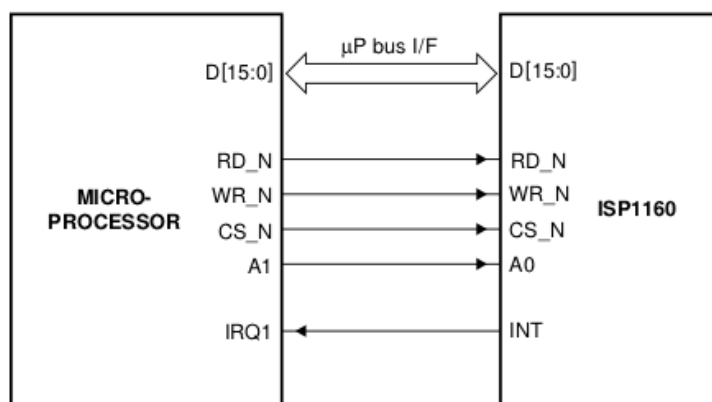 μP bus I/F
D[15:0] D[15:0]
RD_N RD_N
MICRO-
PROCESSOR
WR_N WR_N
ISP1160
CS_N CS_N
A1 A0
IRQ1 INT